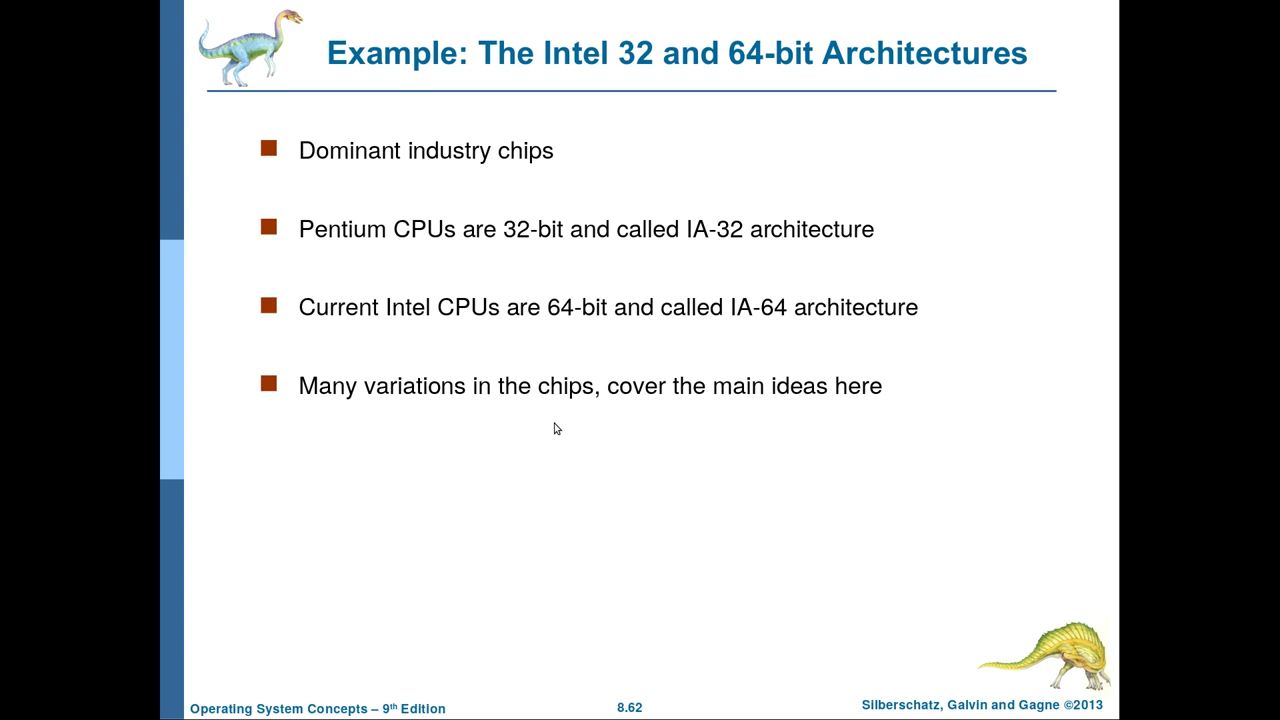 Example: The Intel 32 and 64-bit Architectures
Dominant industry chips
Pentium CPUs are 32-bit and called IA-32 architecture
Current Intel CPUs are 64-bit and called IA-64 architecture
Many variations in the chips, cover the main ideas here
Operating System Concepts – 9th Edition
8.62
Silberschatz, Galvin and Gagne ©2013